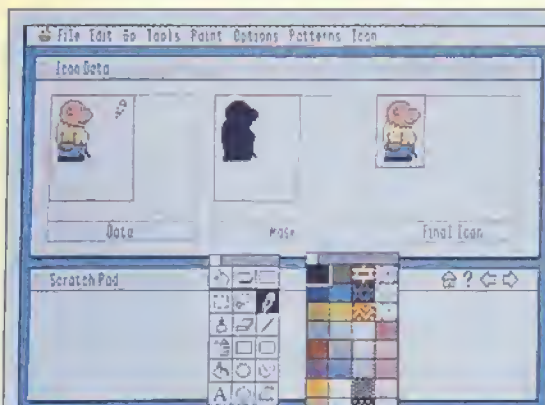 File Edit Go Tools Paint Options Patterns Icon
Icon Data
Data
Mask
Final Icon
Scratch Pad
?
A